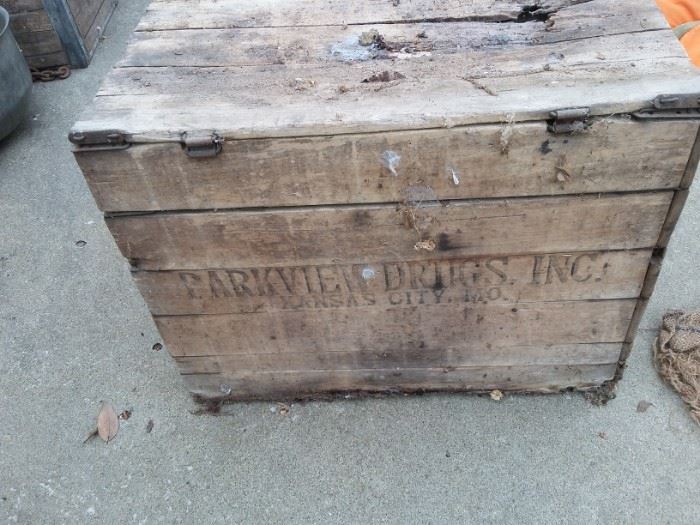 PARKVIEW DRUGS, INC.
KANSAS CITY, MO.